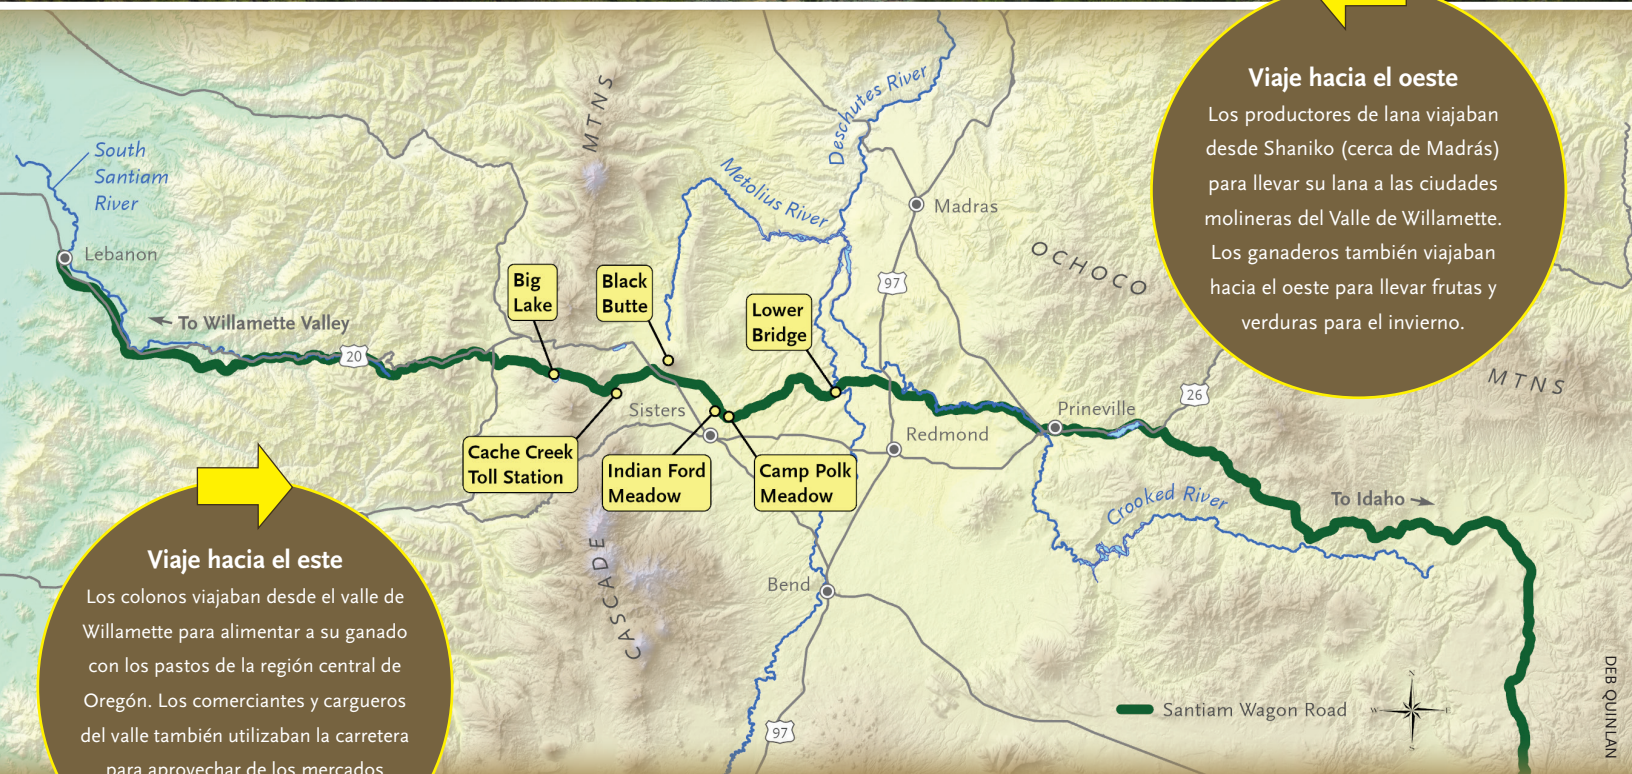 Viaje hacia el oeste
Los productores de lana viajaban
desde Shaniko (cerca de Madrás)
para llevar su lana a las ciudades
molineras del Valle de Willamette.
Los ganaderos también viajaban
hacia el oeste para llevar frutas y
verduras para el invierno.
South
Santiam
River
Lebanon
To Willamette Valley
20
MTNS
Metolius River
Deschutes River
Madras
97
OCHOCO
MTNS
Big
Lake
Black
Butte
Lower
Bridge
Sisters
Cache Creek
Toll Station
Indian Ford
Meadow
Camp Polk
Meadow
Redmond
Prineville
26
Crooked River
To Idaho
CASCADE
Bend
97
Viaje hacia el este
Los colonos viajaban desde el valle de
Willamette para alimentar a su ganado
con los pastos de la región central de
Oregón. Los comerciantes y cargueros
del valle también utilizaban la carretera
para aprovechar de los mercados
Santiam Wagon Road
N
W
E
S
DEB QUINLAN